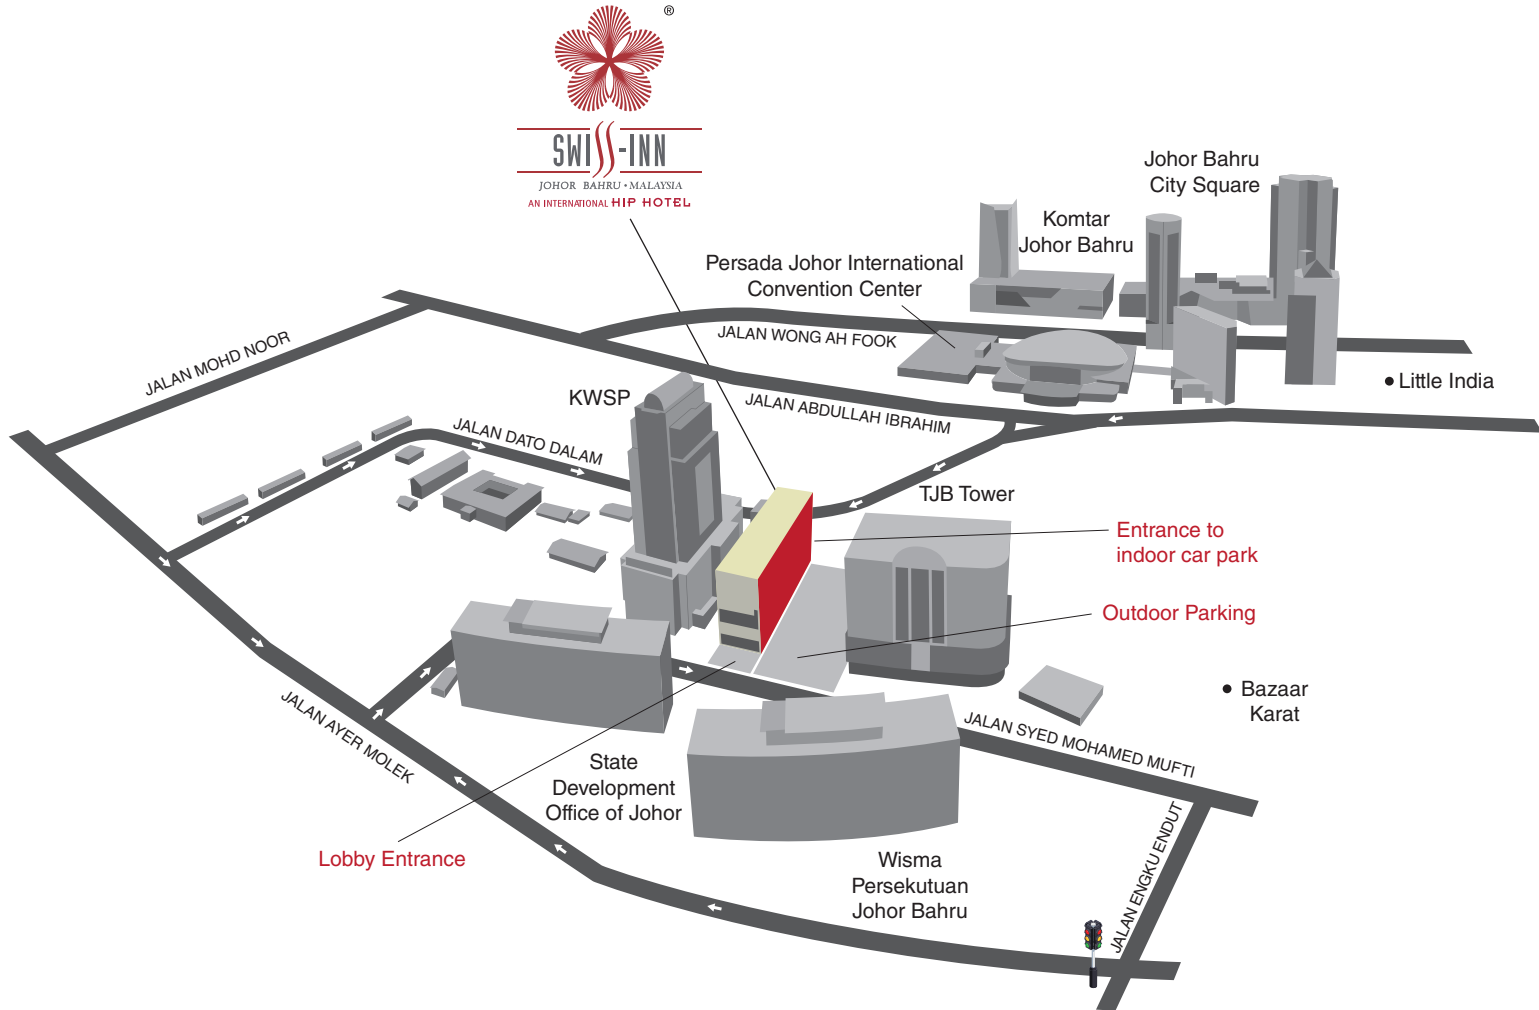 ®
SWISS-INN
JOHOR BAHRU • MALAYSIA
AN INTERNATIONAL HIP HOTEL
Johor Bahru
City Square
Komtar
Johor Bahru
Persada Johor International
Convention Center
JALAN WONG AH FOOK
JALAN MOHD NOOR
Little India
KWSP
JALAN ABDULLAH IBRAHIM
JALAN DATO DALAM
TJB Tower
Entrance to
indoor car park
Outdoor Parking
Bazaar
Karat
JALAN SYED MOHAMED MUFTI
JALAN AYER MOLEK
State
Development
Office of Johor
Lobby Entrance
Wisma
Persekutuan
Johor Bahru
JALAN ENGKU ENDUT